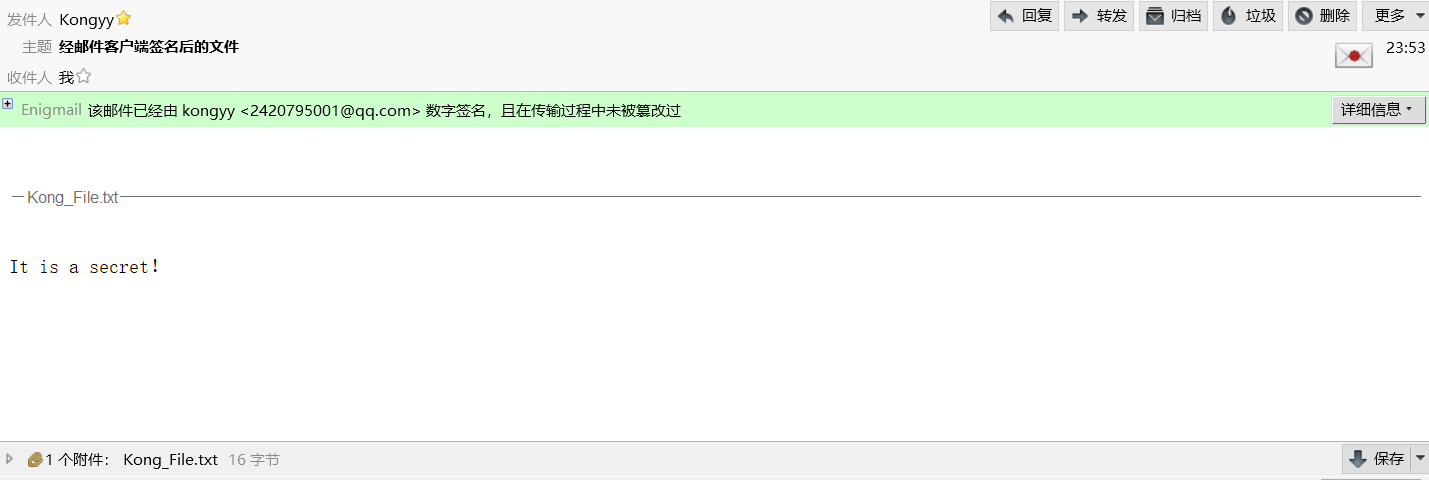 发件人 Kongyy 回复 转发 归档 垃圾 删除 更多
主题 经邮件客户端签名后的文件 23:53
收件人 我
Enigmail 该邮件已经由 kongyy <2420795001@qq.com> 数字签名，且在传输过程中未被篡改过 详细信息
Kong_File.txt
It is a secret!
1 个附件： Kong_File.txt 16 字节 保存